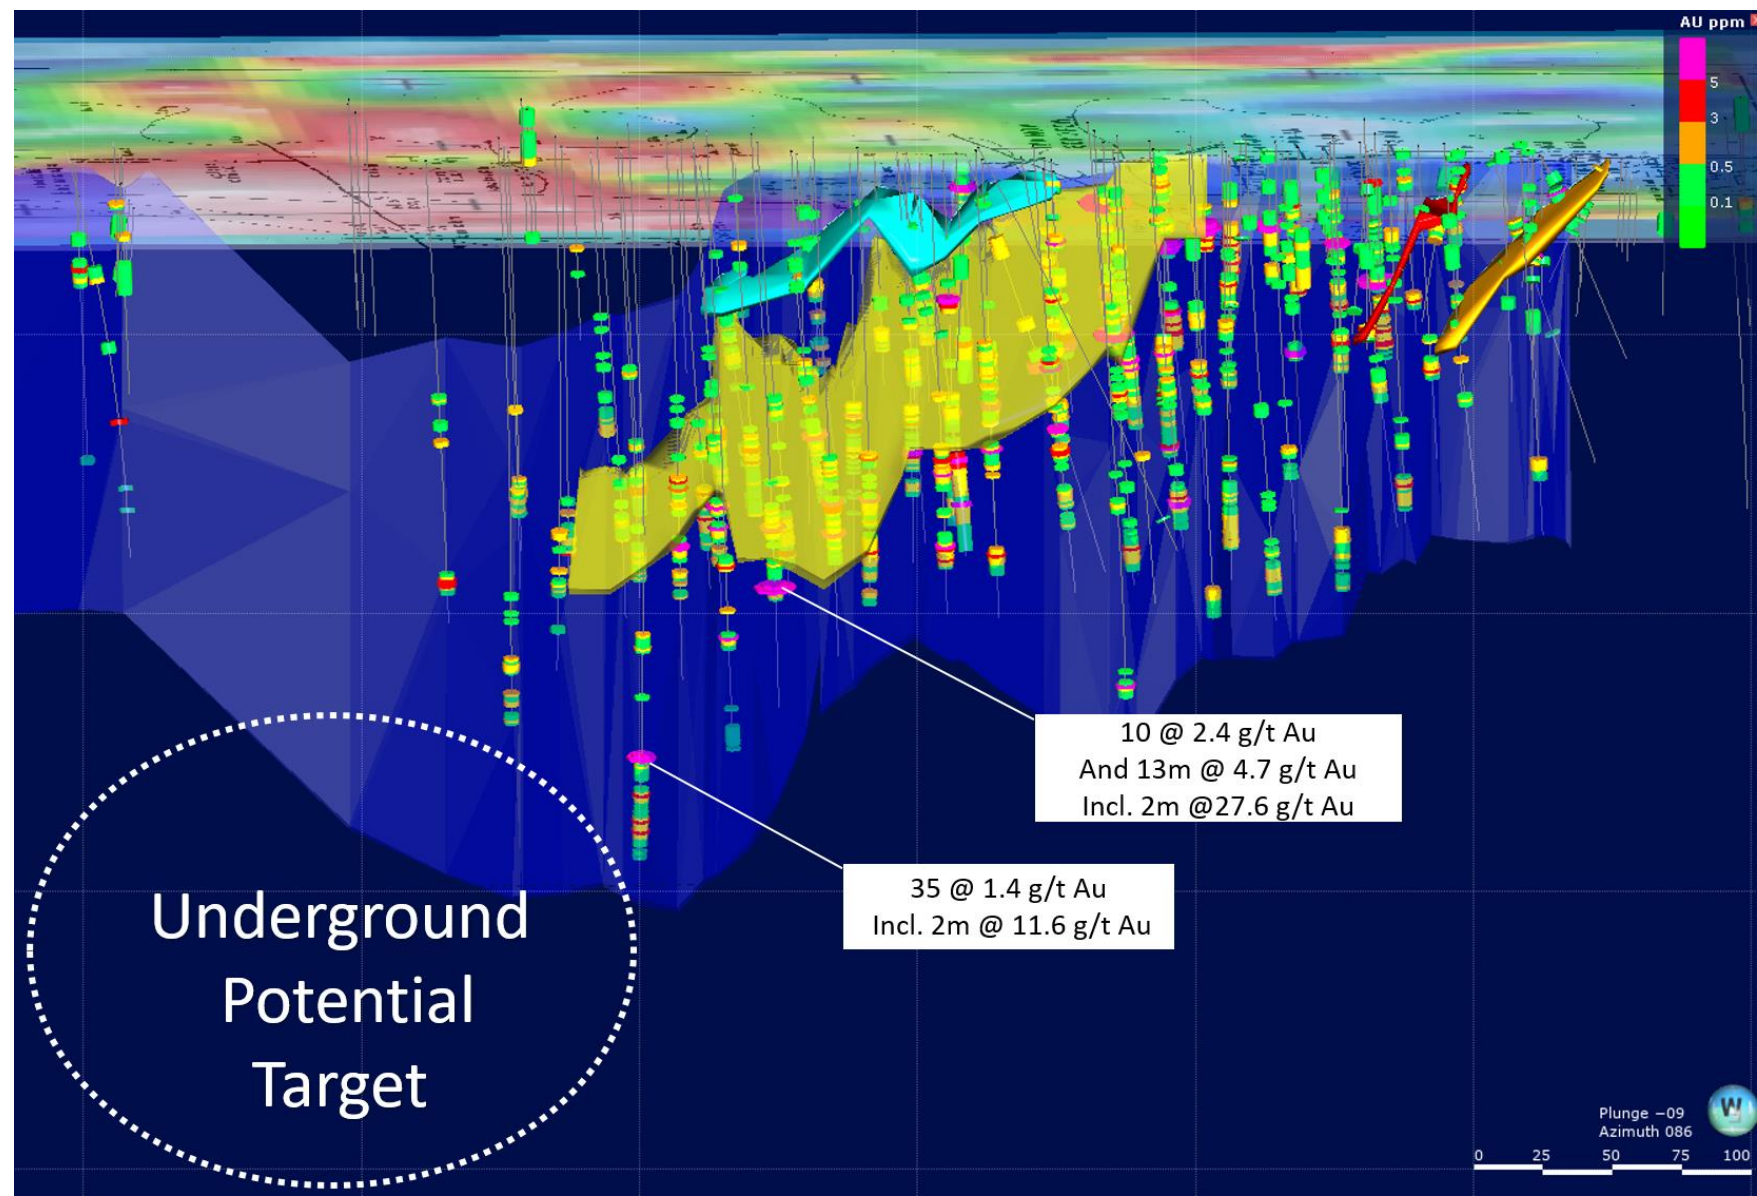 AU ppm
5
3
0.5
0.1
10 @ 2.4 g/t Au
And 13m @ 4.7 g/t Au
Incl. 2m @27.6 g/t Au
35 @ 1.4 g/t Au
Incl. 2m @ 11.6 g/t Au
Underground
Potential
Target
Plunge −09
Azimuth 086
W
0 25 50 75 100